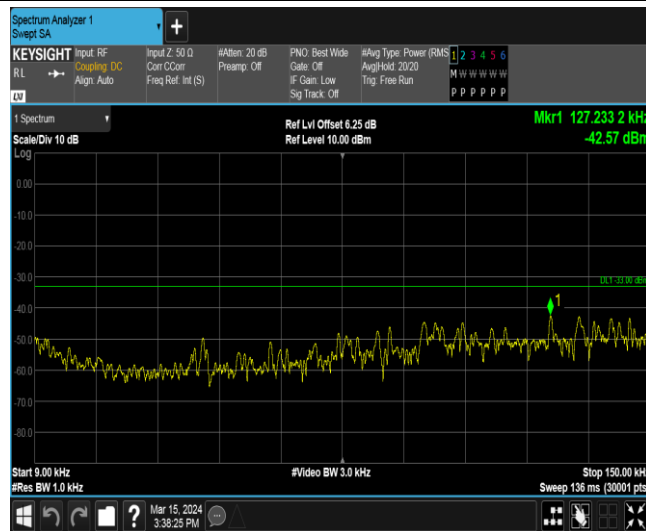 Spectrum Analyzer 1
Swept SA
+
KEYSIGHT
RL
LXI
Input: RF
Coupling: DC
Align: Auto
Input Z: 50 Ω
Corr CCorr
Freq Ref: Int (S)
#Atten: 20 dB
Preamp: Off
PNO: Best Wide
Gate: Off
IF Gain: Low
Sig Track: Off
#Avg Type: Power (RMS
Avg|Hold: 20/20
Trig: Free Run
1 2 3 4 5 6
M W W W W W
P P P P P P
1 Spectrum
Scale/Div 10 dB
Log
Ref Lvl Offset 6.25 dB
Ref Level 10.00 dBm
Mkr1 127.233 2 kHz
-42.57 dBm
0.00
-10.0
-20.0
-30.0
-40.0
-50.0
-60.0
-70.0
-80.0
DL1 -33.00 dBm
1
Start 9.00 kHz
#Res BW 1.0 kHz
#Video BW 3.0 kHz
Stop 150.00 kHz
Sweep 136 ms (30001 pts)
?
Mar 15, 2024
3:38:25 PM